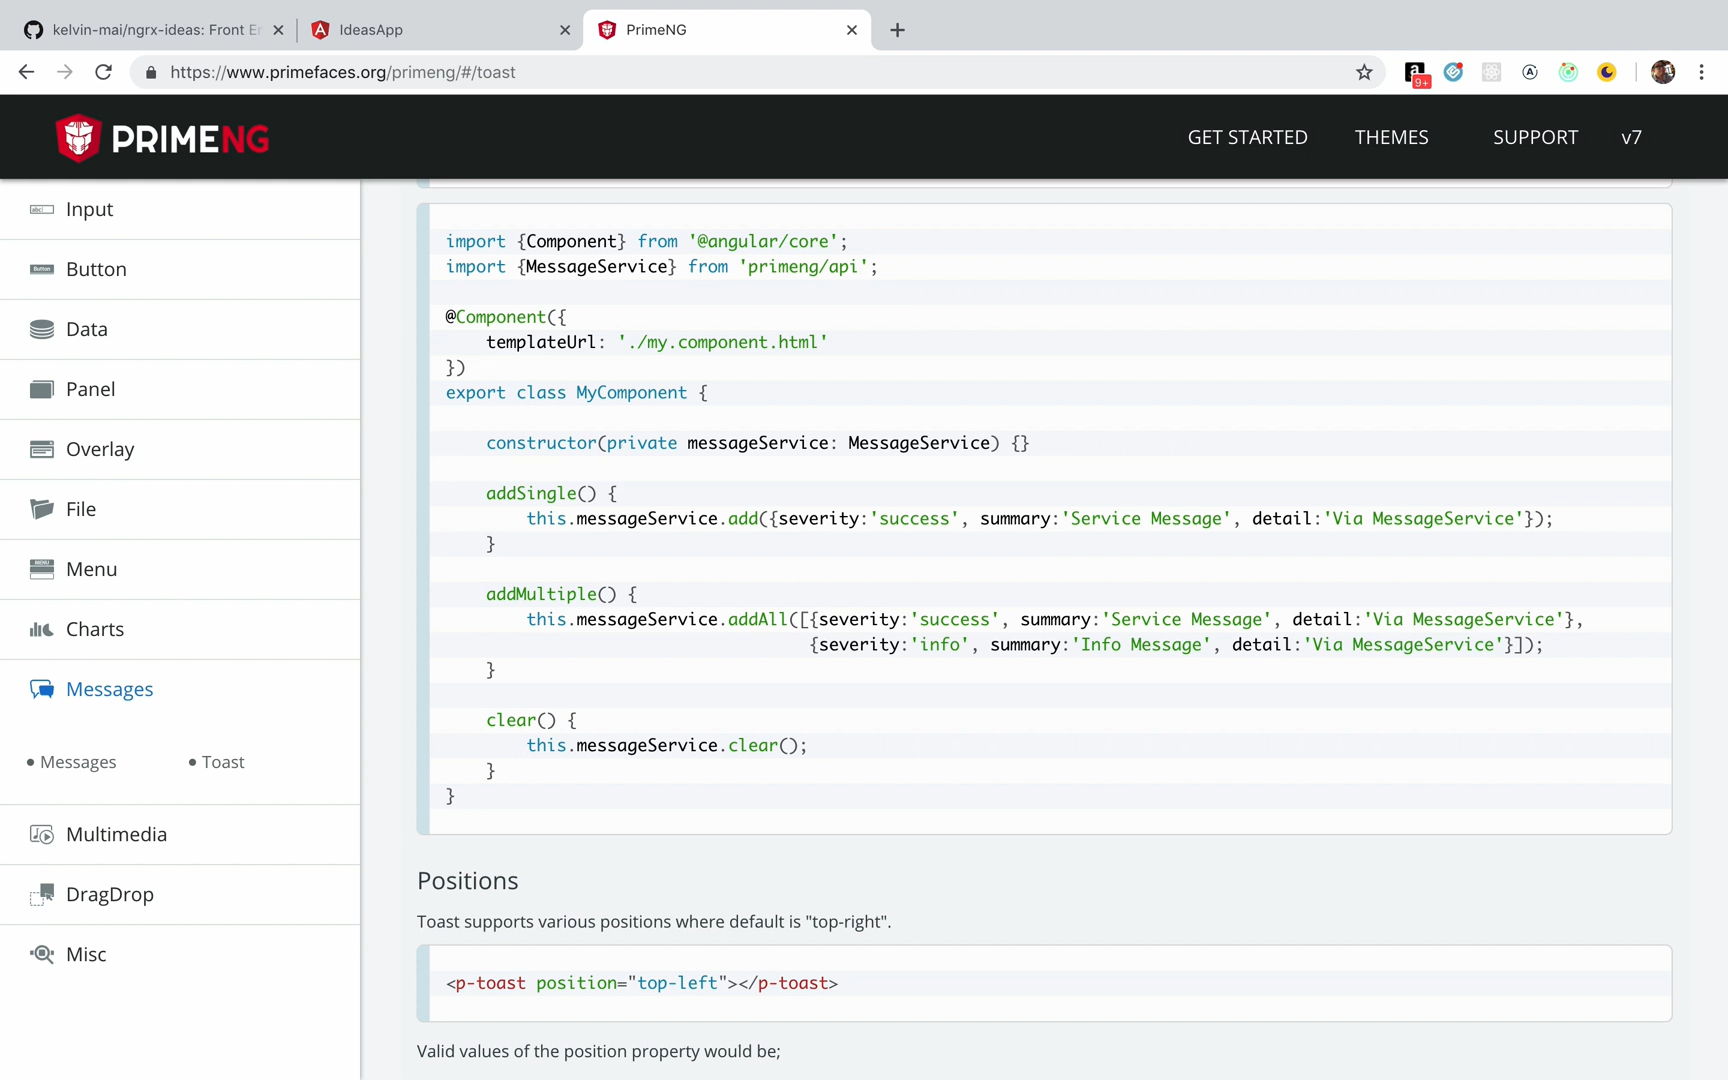 kelvin-mai/ngrx-ideas: Front E
IdeasApp
PrimeNG
https://www.primefaces.org/primeng/#/toast
9+
PRIMENG
GET STARTED
THEMES
SUPPORT
v7
Input
Button
Data
Panel
Overlay
File
Menu
Charts
Messages
Messages
Toast
Multimedia
DragDrop
Misc
import {Component} from '@angular/core';
import {MessageService} from 'primeng/api';
@Component({
templateUrl: './my.component.html'
})
export class MyComponent {
constructor(private messageService: MessageService) {}
addSingle() {
this.messageService.add({severity:'success', summary:'Service Message', detail:'Via MessageService'});
}
addMultiple() {
this.messageService.addAll([{severity:'success', summary:'Service Message', detail:'Via MessageService'},
{severity:'info', summary:'Info Message', detail:'Via MessageService'}]);
}
clear() {
this.messageService.clear();
}
}
Positions
Toast supports various positions where default is "top-right".
<p-toast position="top-left"></p-toast>
Valid values of the position property would be;